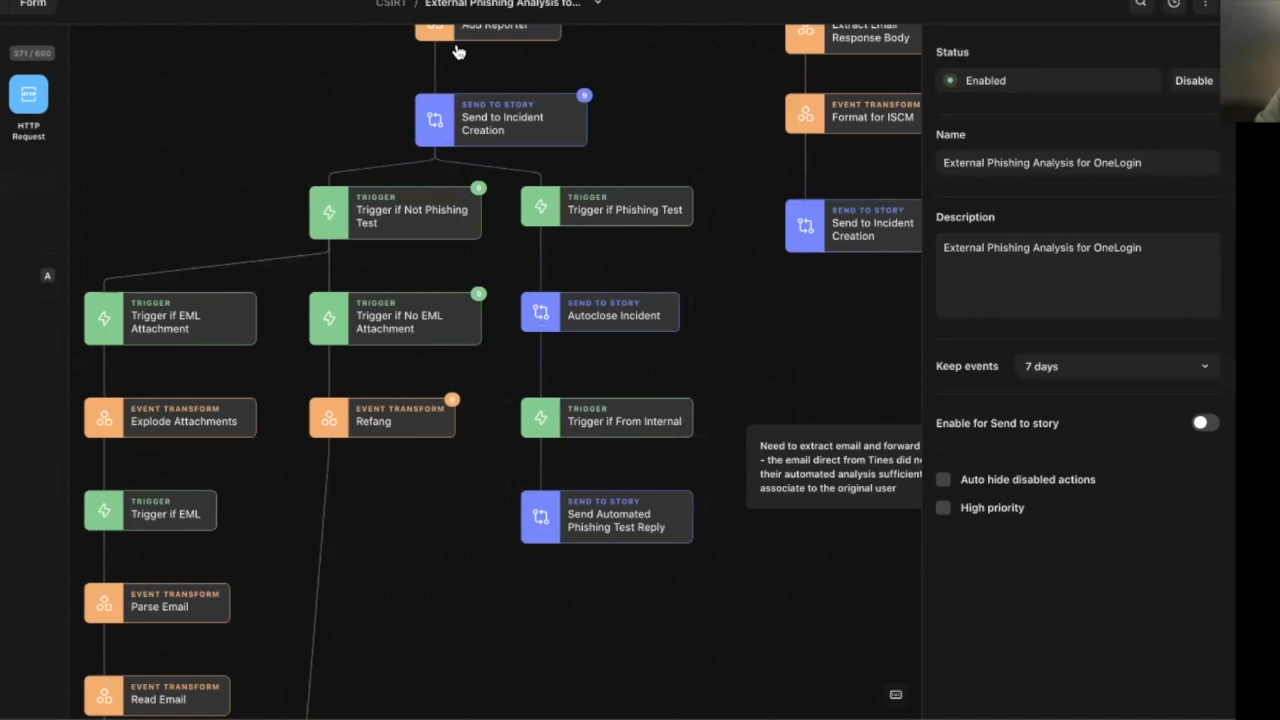 Form
CSIRT / External Phishing Analysis fo...
371 / 600
HTTP
HTTP
Request
A
Add Reporter
SEND TO STORY
Send to Incident
Creation
9
TRIGGER
Trigger if Not Phishing
Test
9
TRIGGER
Trigger if Phishing Test
TRIGGER
Trigger if EML
Attachment
TRIGGER
Trigger if No EML
Attachment
9
SEND TO STORY
Autoclose Incident
EVENT TRANSFORM
Explode Attachments
EVENT TRANSFORM
Refang
9
TRIGGER
Trigger if From Internal
TRIGGER
Trigger if EML
SEND TO STORY
Send Automated
Phishing Test Reply
EVENT TRANSFORM
Parse Email
EVENT TRANSFORM
Read Email
Extract Email
Response Body
EVENT TRANSFORM
Format for ISCM
SEND TO STORY
Send to Incident
Creation
Need to extract email and forward
- the email direct from Tines did
their automated analysis sufficient
associate to the original user
Status
Enabled
Disable
Name
External Phishing Analysis for OneLogin
Description
External Phishing Analysis for OneLogin
Keep events
7 days
Enable for Send to story
Auto hide disabled actions
High priority